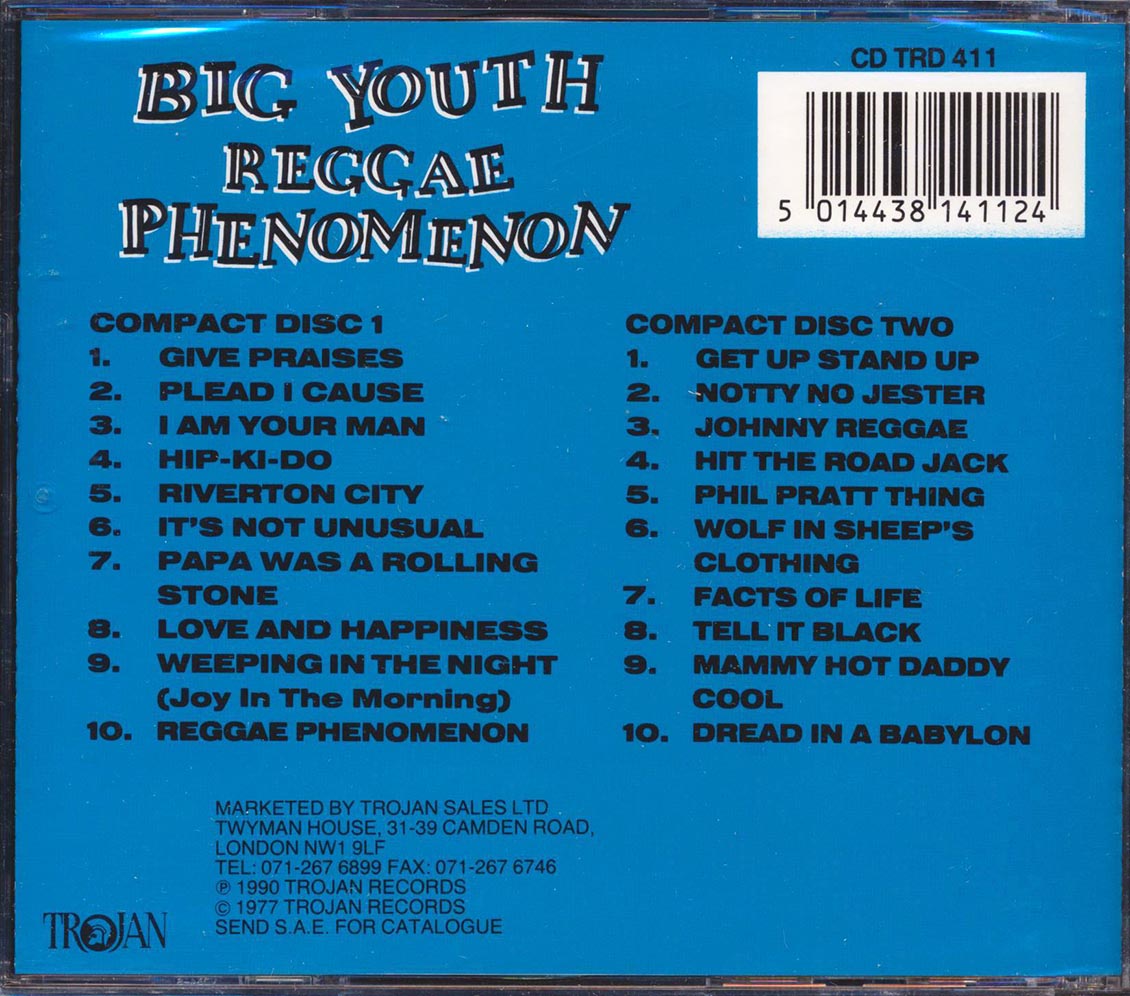 BIG YOUTH
REGGAE
PHENOMENON
CD TRD 411
5 014438 141124
COMPACT DISC 1
1. GIVE PRAISES
2. PLEAD I CAUSE
3. I AM YOUR MAN
4. HIP-KI-DO
5. RIVERTON CITY
6. IT'S NOT UNUSUAL
7. PAPA WAS A ROLLING
STONE
8. LOVE AND HAPPINESS
9. WEEPING IN THE NIGHT
(Joy In The Morning)
10. REGGAE PHENOMENON
COMPACT DISC TWO
1. GET UP STAND UP
2. NOTTY NO JESTER
3. JOHNNY REGGAE
4. HIT THE ROAD JACK
5. PHIL PRATT THING
6. WOLF IN SHEEP'S
CLOTHING
7. FACTS OF LIFE
8. TELL IT BLACK
9. MAMMY HOT DADDY
COOL
10. DREAD IN A BABYLON
MARKETED BY TROJAN SALES LTD
TWYMAN HOUSE, 31-39 CAMDEN ROAD,
LONDON NW1 9LF
TEL: 071-267 6899 FAX: 071-267 6746
℗ 1990 TROJAN RECORDS
© 1977 TROJAN RECORDS
SEND S.A.E. FOR CATALOGUE
TROJAN